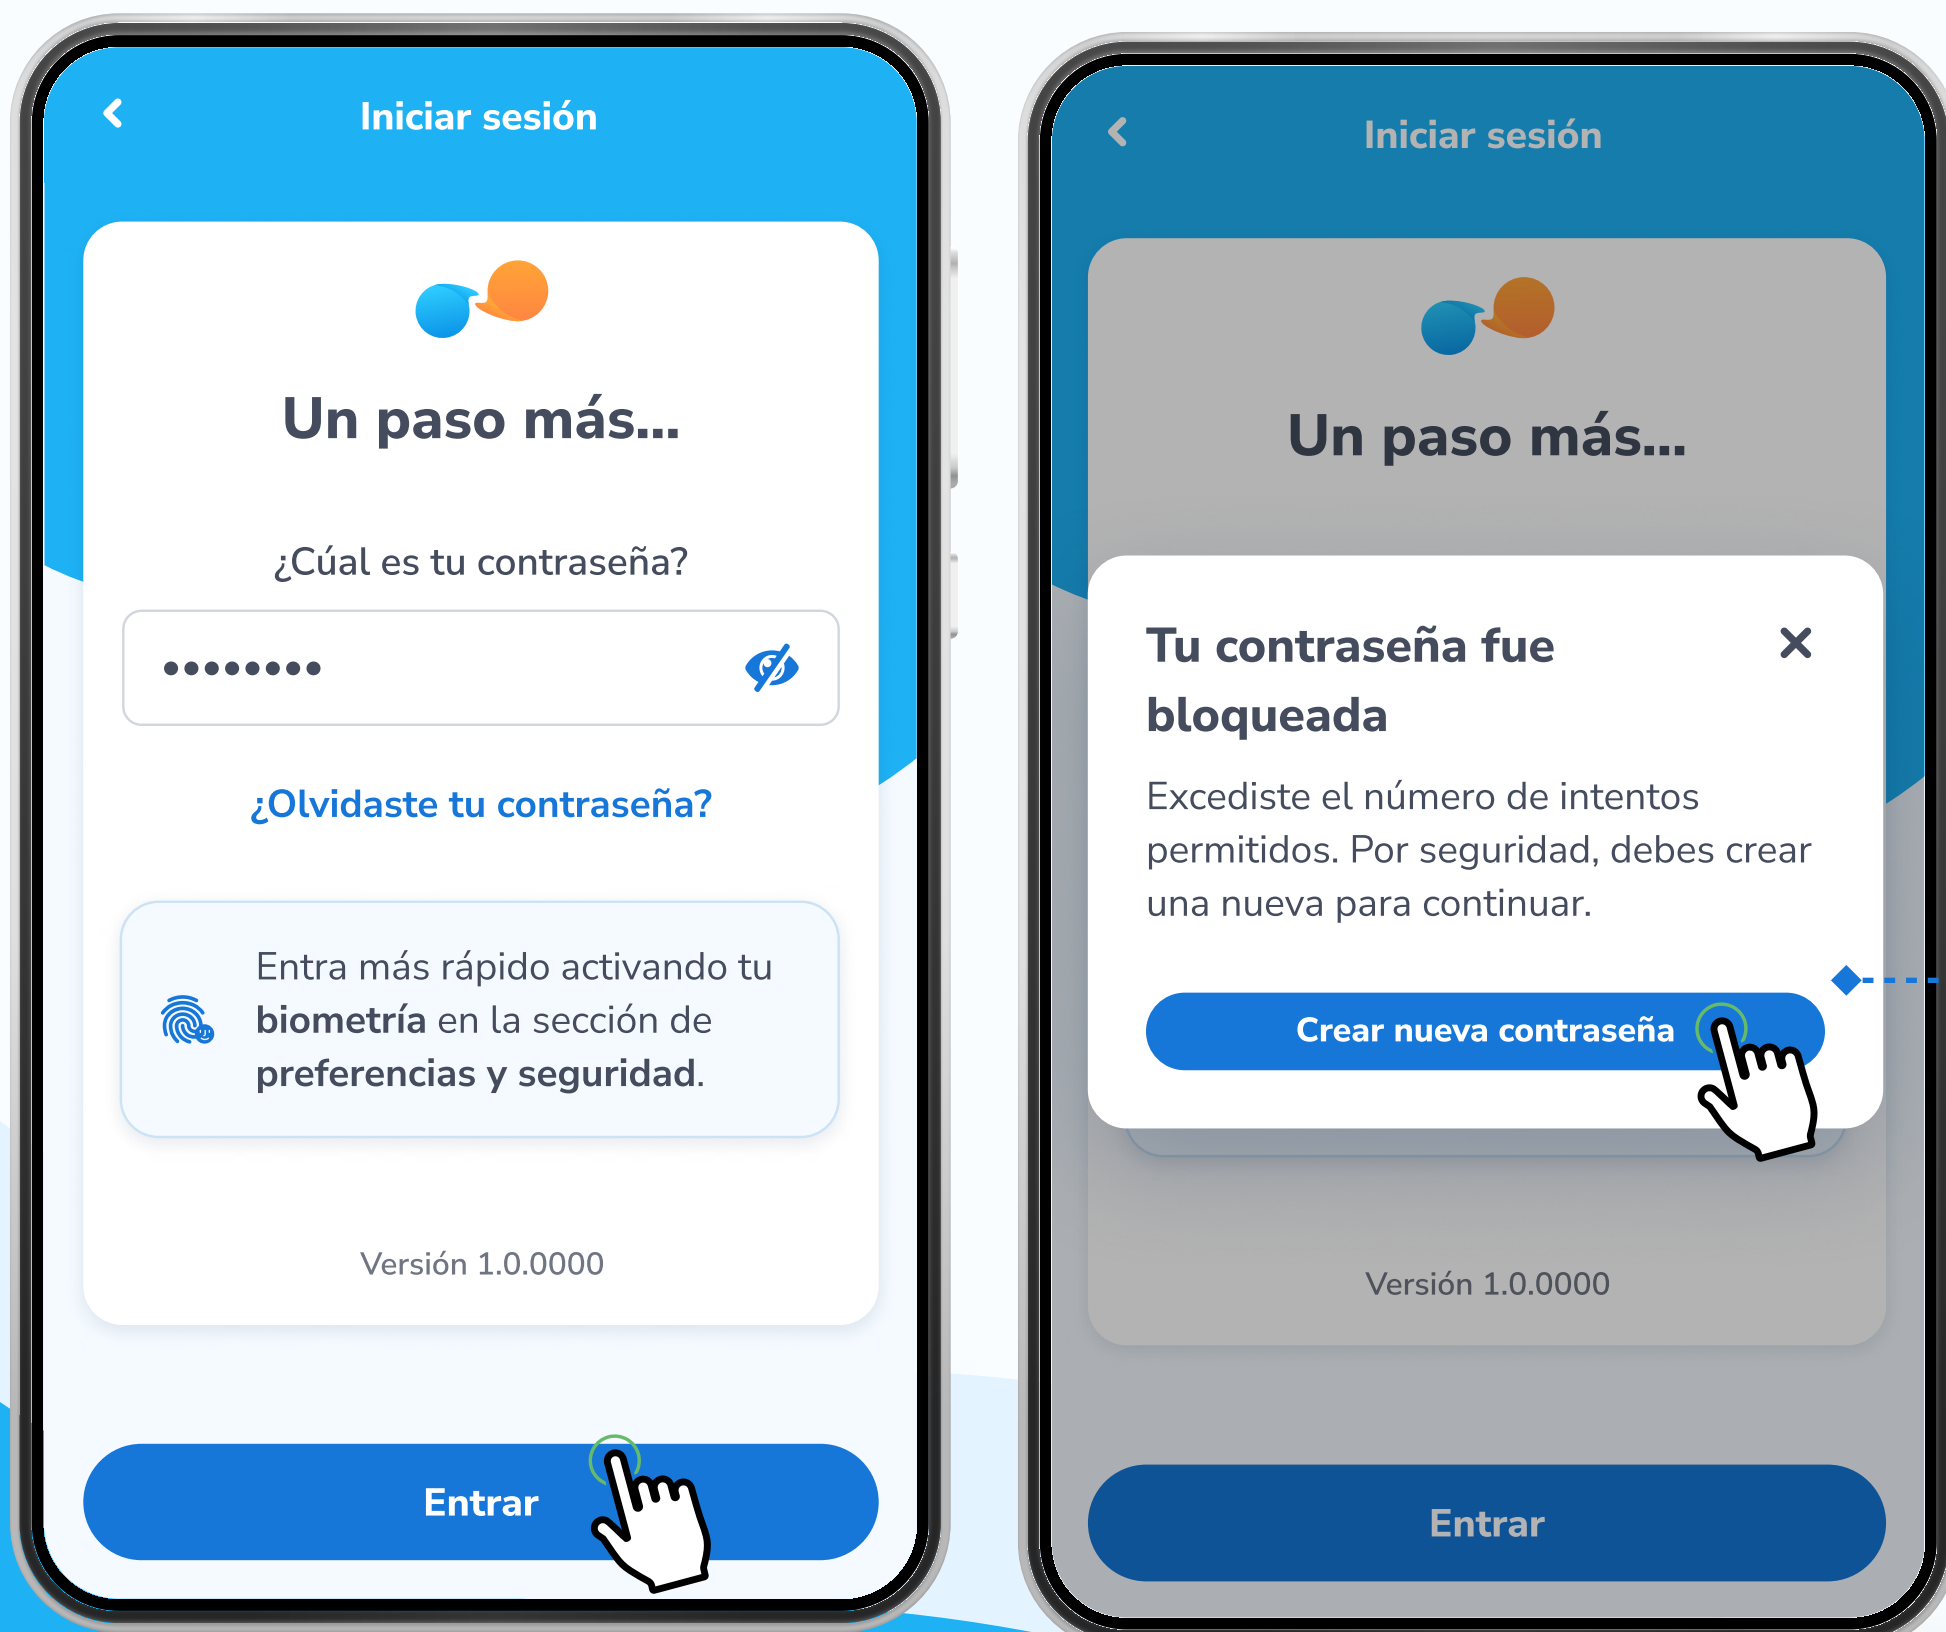 Iniciar sesión
Un paso más...
¿Cúal es tu contraseña?
¿Olvidaste tu contraseña?
Entra más rápido activando tu
biometría en la sección de
preferencias y seguridad.
Versión 1.0.0000
Entrar
Iniciar sesión
Un paso más...
Tu contraseña fue
bloqueada
Excediste el número de intentos
permitidos. Por seguridad, debes crear
una nueva para continuar.
Crear nueva contraseña
Versión 1.0.0000
Entrar